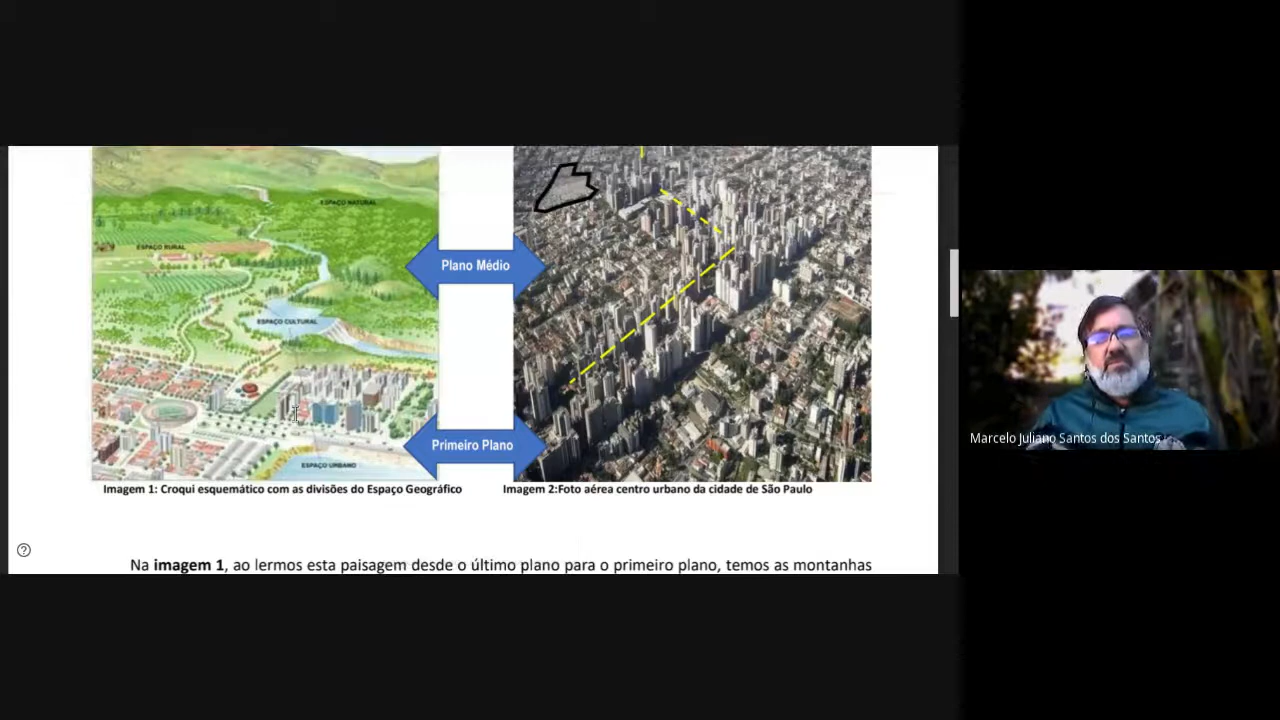 ESPAÇO NATURAL
ESPAÇO RURAL
Plano Médio
ESPAÇO CULTURAL
Primeiro Plano
ESPAÇO URBANO
Imagem 1: Croqui esquemático com as divisões do Espaço Geográfico
Imagem 2:Foto aérea centro urbano da cidade de São Paulo
Na imagem 1, ao lermos esta paisagem desde o último plano para o primeiro plano, temos as montanhas
Marcelo Juliano Santos dos Santos